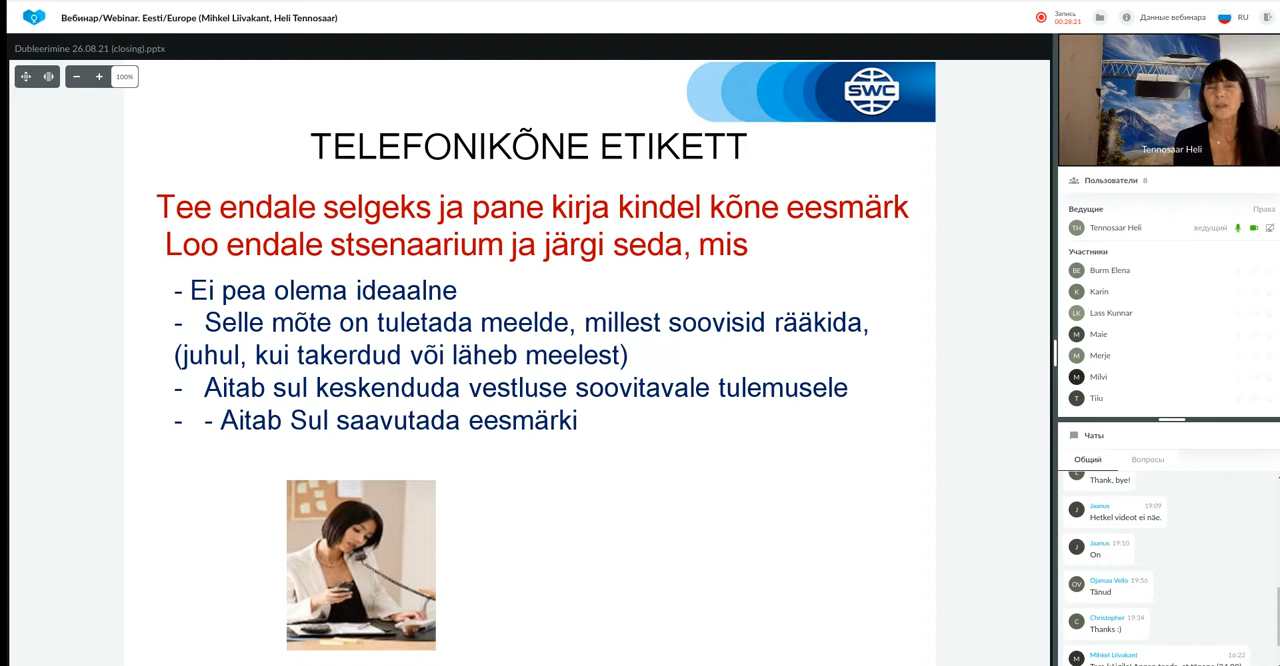 Вебинар/Webinar. Eesti/Europe (Mihkel Liivakant, Heli Tennosaar)
Запись
00:28:21
Данные вебинара
RU
Dubleerimine 26.08.21 (closing).pptx
100%
SWC
TELEFONIKÕNE ETIKETT
Tee endale selgeks ja pane kirja kindel kõne eesmärk
Loo endale stsenaarium ja järgi seda, mis
- Ei pea olema ideaalne
- Selle mõte on tuletada meelde, millest soovisid rääkida,
(juhul, kui takerdud või läheb meelest)
- Aitab sul keskenduda vestluse soovitavale tulemusele
- - Aitab Sul saavutada eesmärki
Tennosaar Heli
Пользователи 8
Ведущие Права
TH Tennosaar Heli ведущий
Участники
BE Burm Elena
K Karin
LK Lass Kunnar
M Maie
M Merje
M Milvi
T Tiiu
Чаты
Общий Вопросы
Thank, bye!
J Jaanus 19:09
Hetkel videot ei näe.
J Jaanus 19:10
On
OV Ojamaa Vello 19:56
Tänud
C Christopher 19:34
Thanks :)
M Mihkel Liivakant 16:22